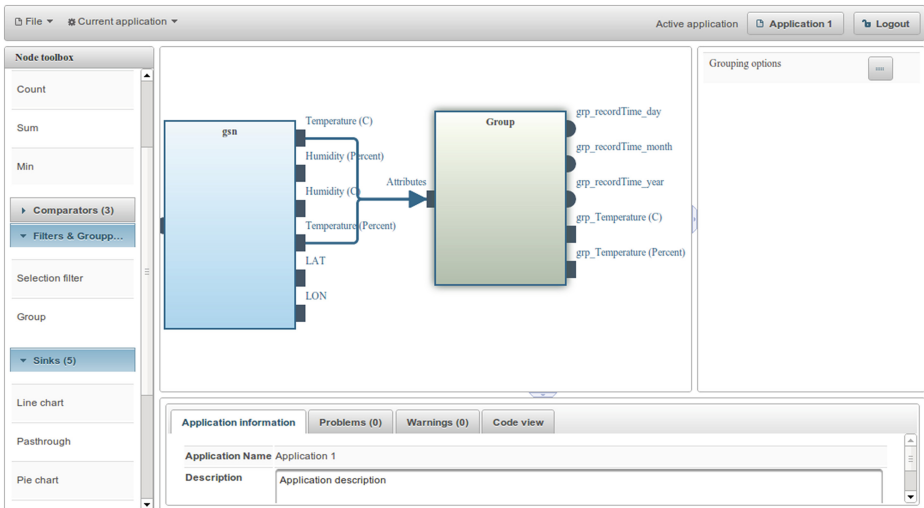 File
Current application
Active application
Application 1
Logout
Node toolbox
Count
Sum
Min
Comparators (3)
Filters & Groupp...
Selection filter
Group
Sinks (5)
Line chart
Pasthrough
Pie chart
gsn
Temperature (C)
Humidity (Percent)
Humidity (C)
Temperature (Percent)
LAT
LON
Attributes
Group
grp_recordTime_day
grp_recordTime_month
grp_recordTime_year
grp_Temperature (C)
grp_Temperature (Percent)
Grouping options
Application information
Problems (0)
Warnings (0)
Code view
Application Name Application 1
Description
Application description